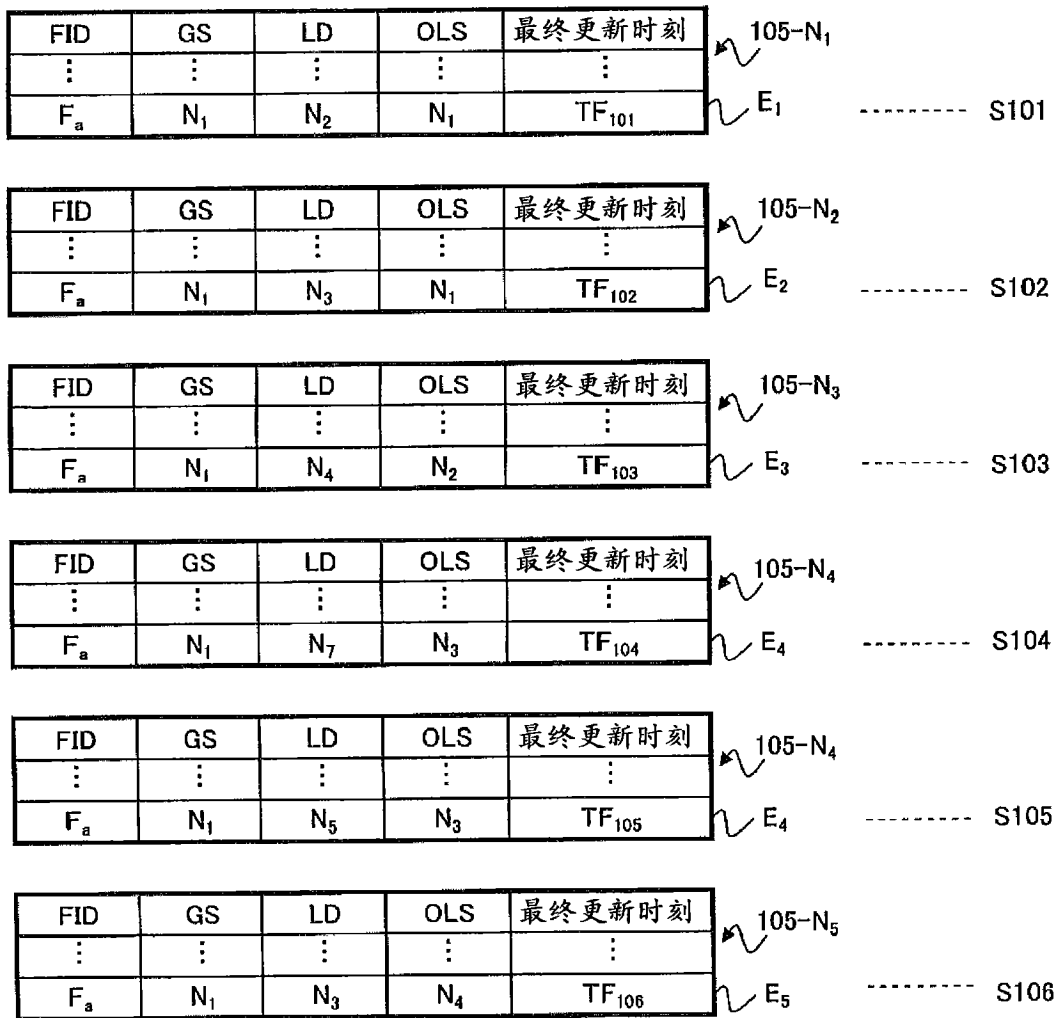 FID GS LD OLS 最终更新时刻 105-N₁
⋮ ⋮ ⋮ ⋮ ⋮
Fₐ N₁ N₂ N₁ TF₁₀₁ E₁ -------- S101
FID GS LD OLS 最终更新时刻 105-N₂
⋮ ⋮ ⋮ ⋮ ⋮
Fₐ N₁ N₃ N₁ TF₁₀₂ E₂ -------- S102
FID GS LD OLS 最终更新时刻 105-N₃
⋮ ⋮ ⋮ ⋮ ⋮
Fₐ N₁ N₄ N₂ TF₁₀₃ E₃ -------- S103
FID GS LD OLS 最终更新时刻 105-N₄
⋮ ⋮ ⋮ ⋮ ⋮
Fₐ N₁ N₇ N₃ TF₁₀₄ E₄ -------- S104
FID GS LD OLS 最终更新时刻 105-N₄
⋮ ⋮ ⋮ ⋮ ⋮
Fₐ N₁ N₅ N₃ TF₁₀₅ E₄ -------- S105
FID GS LD OLS 最终更新时刻 105-N₅
⋮ ⋮ ⋮ ⋮ ⋮
Fₐ N₁ N₃ N₄ TF₁₀₆ E₅ -------- S106